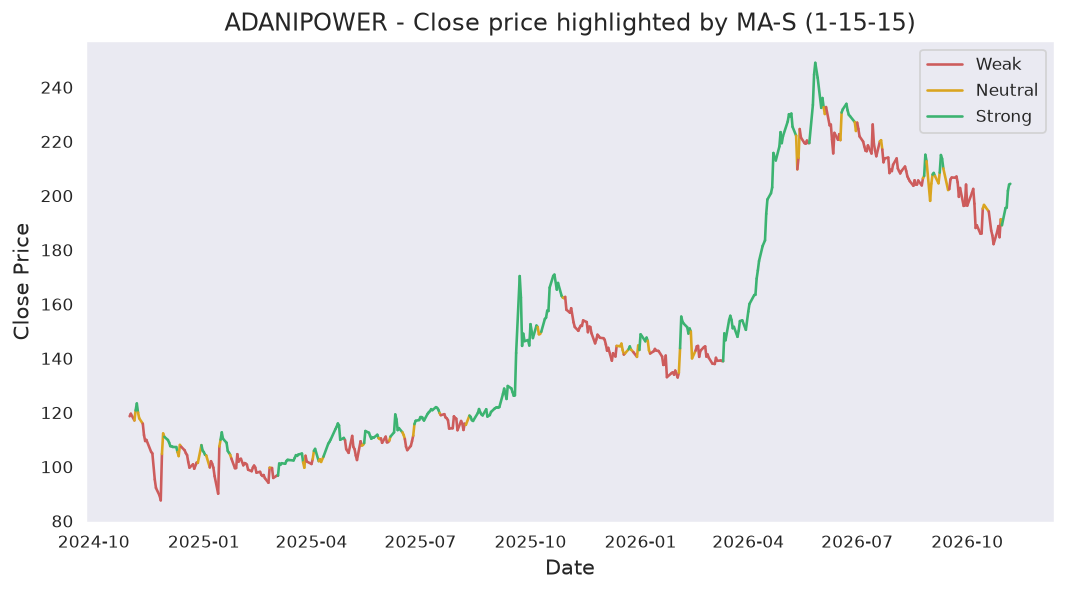 ADANIPOWER - Close price highlighted by MA-S (1-15-15)
Weak
Neutral
Strong
Close Price
240
220
200
180
160
140
120
100
80
2024-10 2025-01 2025-04 2025-07 2025-10 2026-01 2026-04 2026-07 2026-10
Date